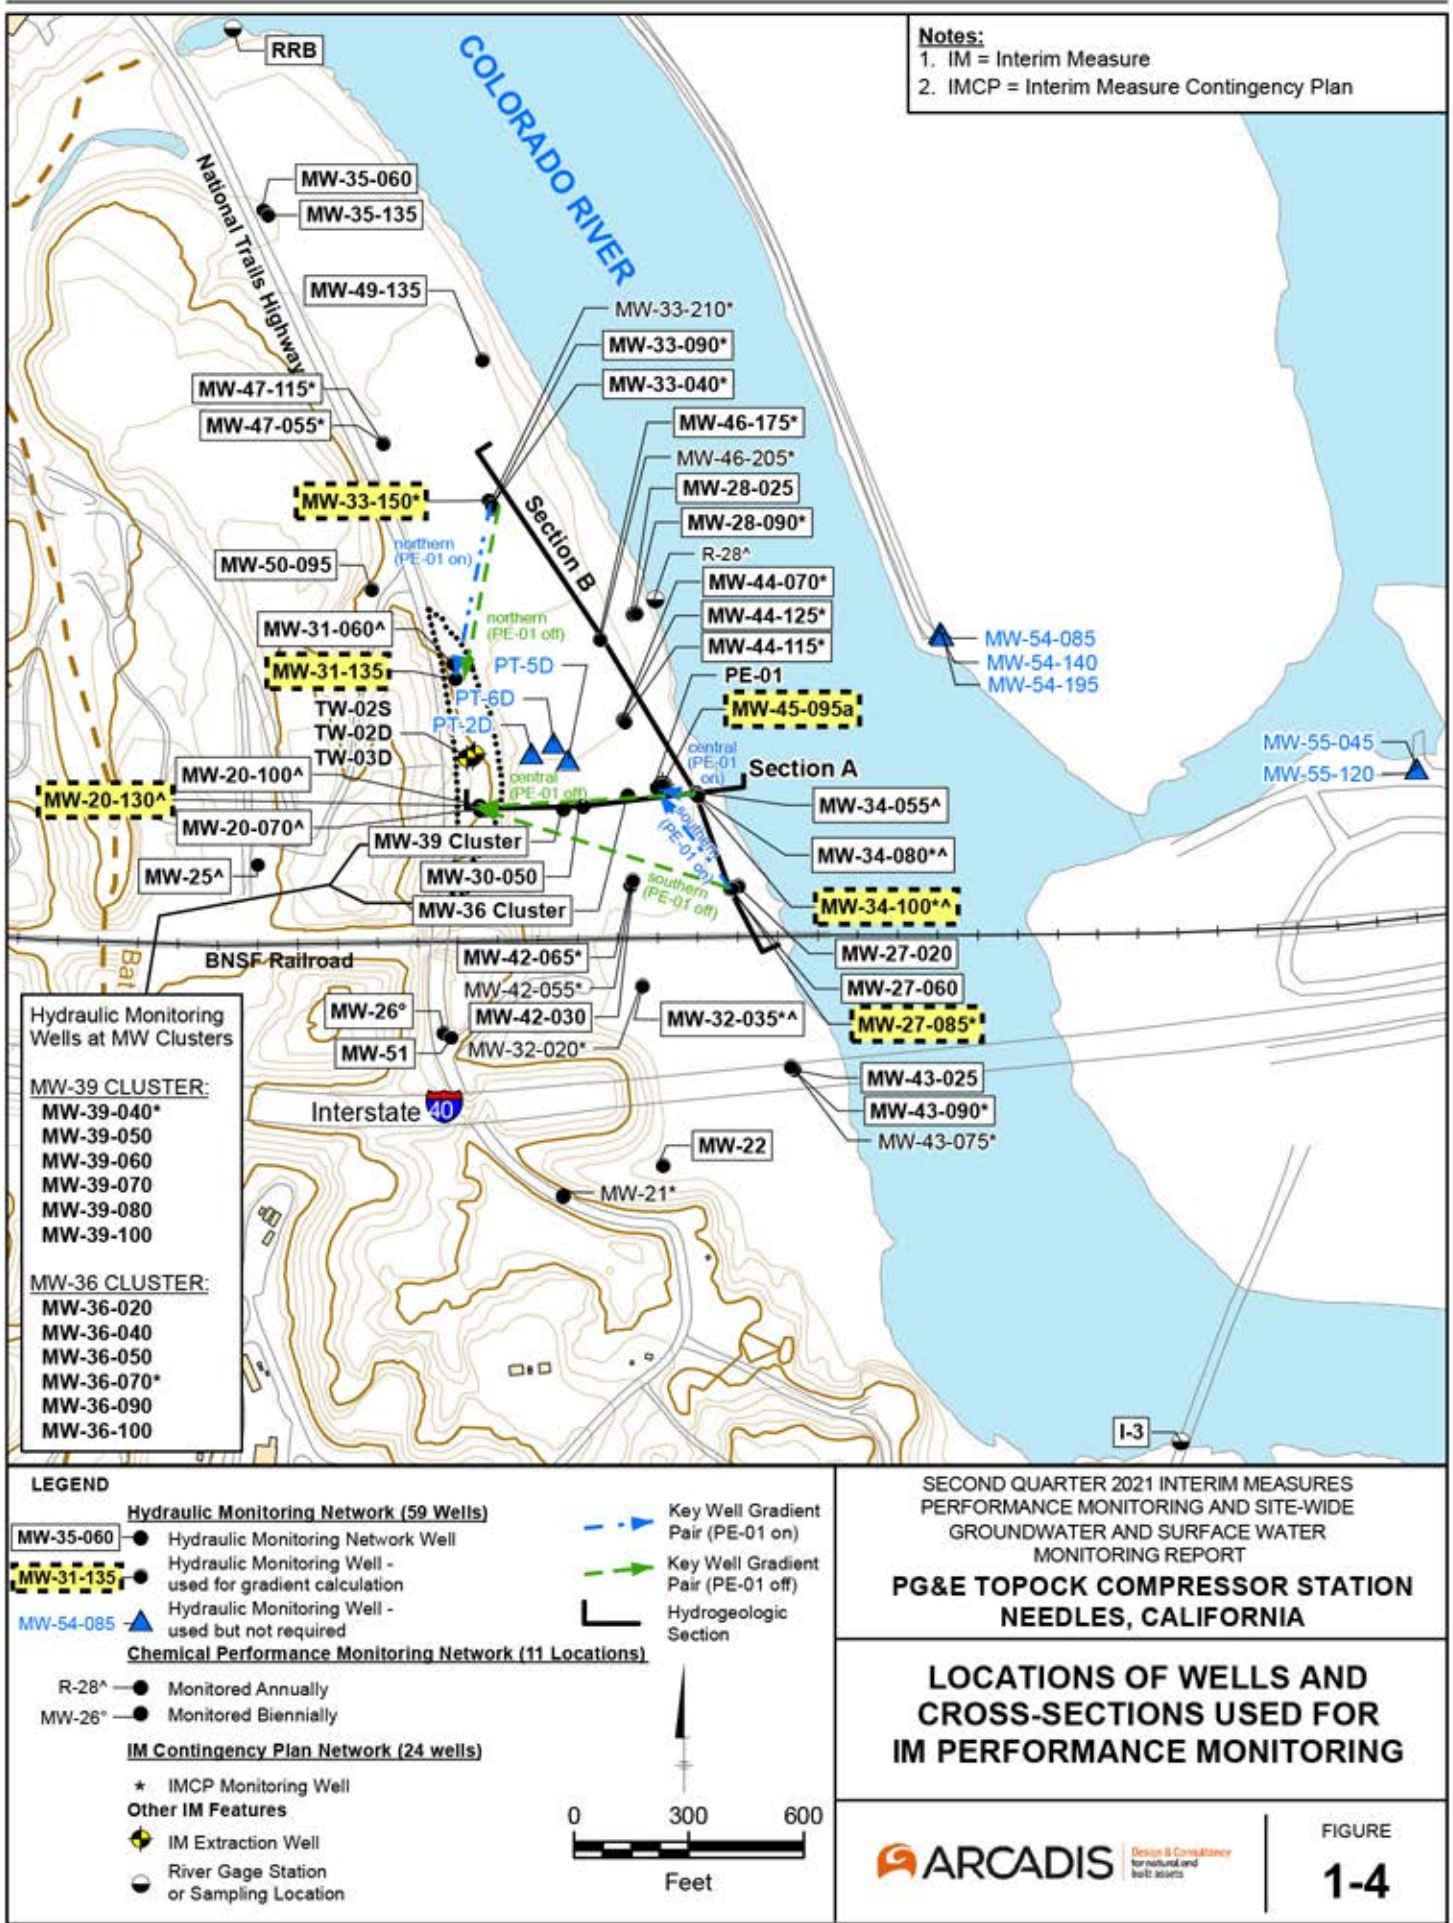 Notes:
1. IM = Interim Measure
2. IMCP = Interim Measure Contingency Plan
RRB
COLORADO RIVER
National Trails Highway
MW-35-060
MW-35-135
MW-49-135
MW-33-210*
MW-33-090*
MW-33-040*
MW-47-115*
MW-47-055*
MW-46-175*
MW-46-205*
MW-28-025
MW-28-090*
R-28^
MW-33-150*
Section B
northern
(PE-01 on)
MW-50-095
MW-44-070*
MW-44-125*
MW-44-115*
MW-31-060^
northern
(PE-01 off)
MW-31-135
PT-5D
PT-6D
PT-2D
PE-01
MW-45-095a
MW-54-085
MW-54-140
MW-54-195
TW-02S
TW-02D
TW-03D
central
(PE-01
on)
Section A
MW-55-045
MW-55-120
MW-20-100^
central
(PE-01 off)
MW-20-130^
MW-20-070^
MW-34-055^
MW-39 Cluster
southern
(PE-01 on)
MW-34-080*^
MW-25^
MW-30-050
southern
(PE-01 off)
MW-34-100*^
MW-36 Cluster
BNSF Railroad
Bat
MW-42-065*
MW-42-055*
MW-42-030
MW-27-020
MW-27-060
MW-27-085*
MW-26°
MW-51
MW-32-020*
MW-32-035*^
Hydraulic Monitoring
Wells at MW Clusters
MW-39 CLUSTER:
MW-39-040*
MW-39-050
MW-39-060
MW-39-070
MW-39-080
MW-39-100
MW-36 CLUSTER:
MW-36-020
MW-36-040
MW-36-050
MW-36-070*
MW-36-090
MW-36-100
Interstate 40
MW-43-025
MW-43-090*
MW-43-075*
MW-22
MW-21*
I-3
LEGEND
Hydraulic Monitoring Network (59 Wells)
MW-35-060 Hydraulic Monitoring Network Well
MW-31-135 Hydraulic Monitoring Well -
used for gradient calculation
MW-54-085 Hydraulic Monitoring Well -
used but not required
Chemical Performance Monitoring Network (11 Locations)
R-28^ Monitored Annually
MW-26° Monitored Biennially
IM Contingency Plan Network (24 wells)
* IMCP Monitoring Well
Other IM Features
IM Extraction Well
River Gage Station
or Sampling Location
Key Well Gradient
Pair (PE-01 on)
Key Well Gradient
Pair (PE-01 off)
Hydrogeologic
Section
0 300 600
Feet
SECOND QUARTER 2021 INTERIM MEASURES
PERFORMANCE MONITORING AND SITE-WIDE
GROUNDWATER AND SURFACE WATER
MONITORING REPORT
PG&E TOPOCK COMPRESSOR STATION
NEEDLES, CALIFORNIA
LOCATIONS OF WELLS AND
CROSS-SECTIONS USED FOR
IM PERFORMANCE MONITORING
ARCADIS
Design & Consultancy
for natural and
built assets
FIGURE
1-4